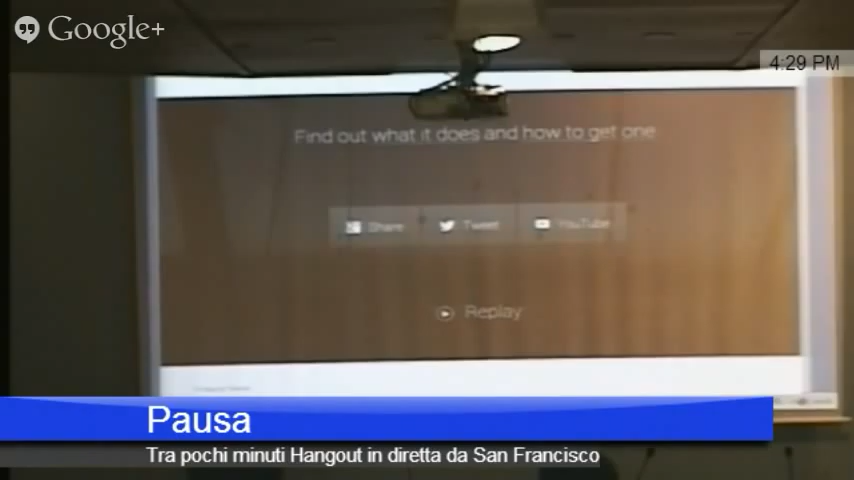 Google+
4:29 PM
Find out what it does and how to get one
Share Tweet YouTube
Replay
Pausa
Tra pochi minuti Hangout in diretta da San Francisco